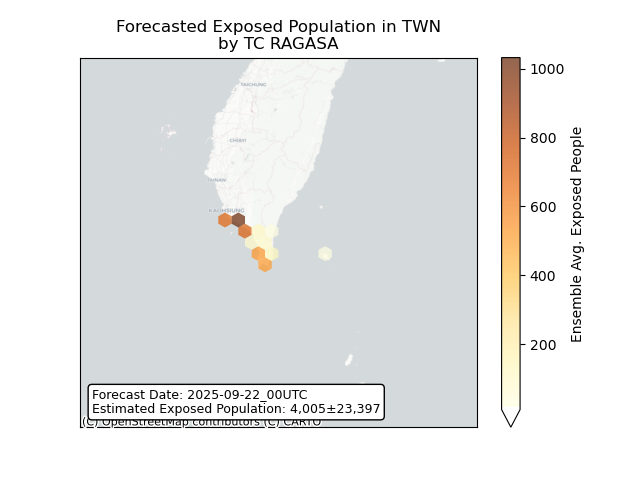 Forecasted Exposed Population in TWN
by TC RAGASA
TAICHUNG
CHIAYI
TAINAN
KAOHSIUNG
1000
800
600
400
200
Ensemble Avg. Exposed People
Forecast Date: 2025-09-22_00UTC
Estimated Exposed Population: 4,005±23,397
(C) OpenStreetMap contributors (C) CARTO